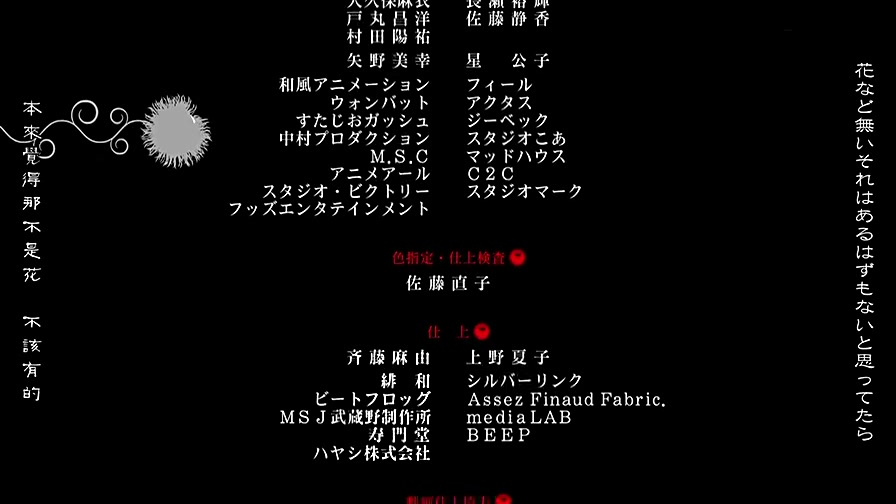 大久保麻衣 長瀬裕輝
戸丸昌洋 佐藤静香
村田陽祐
矢野美幸 星 公子
和風アニメーション フィール
ウォンバット アクタス
すたじおガッシュ ジーベック
中村プロダクション スタジオこあ
M.S.C マッドハウス
アニメアール C2C
スタジオ・ビクトリー スタジオマーク
フッズエンタテインメント
色指定・仕上検査
佐藤直子
仕 上
斉藤麻由 上野夏子
緋 和 シルバーリンク
ビートフロッグ Assez Finaud Fabric.
MSJ武蔵野制作所 mediaLAB
寿門堂 BEEP
ハヤシ株式会社
花など無いそれはあるはずもないと思ってたら
本來覺得那不是花 不該有的